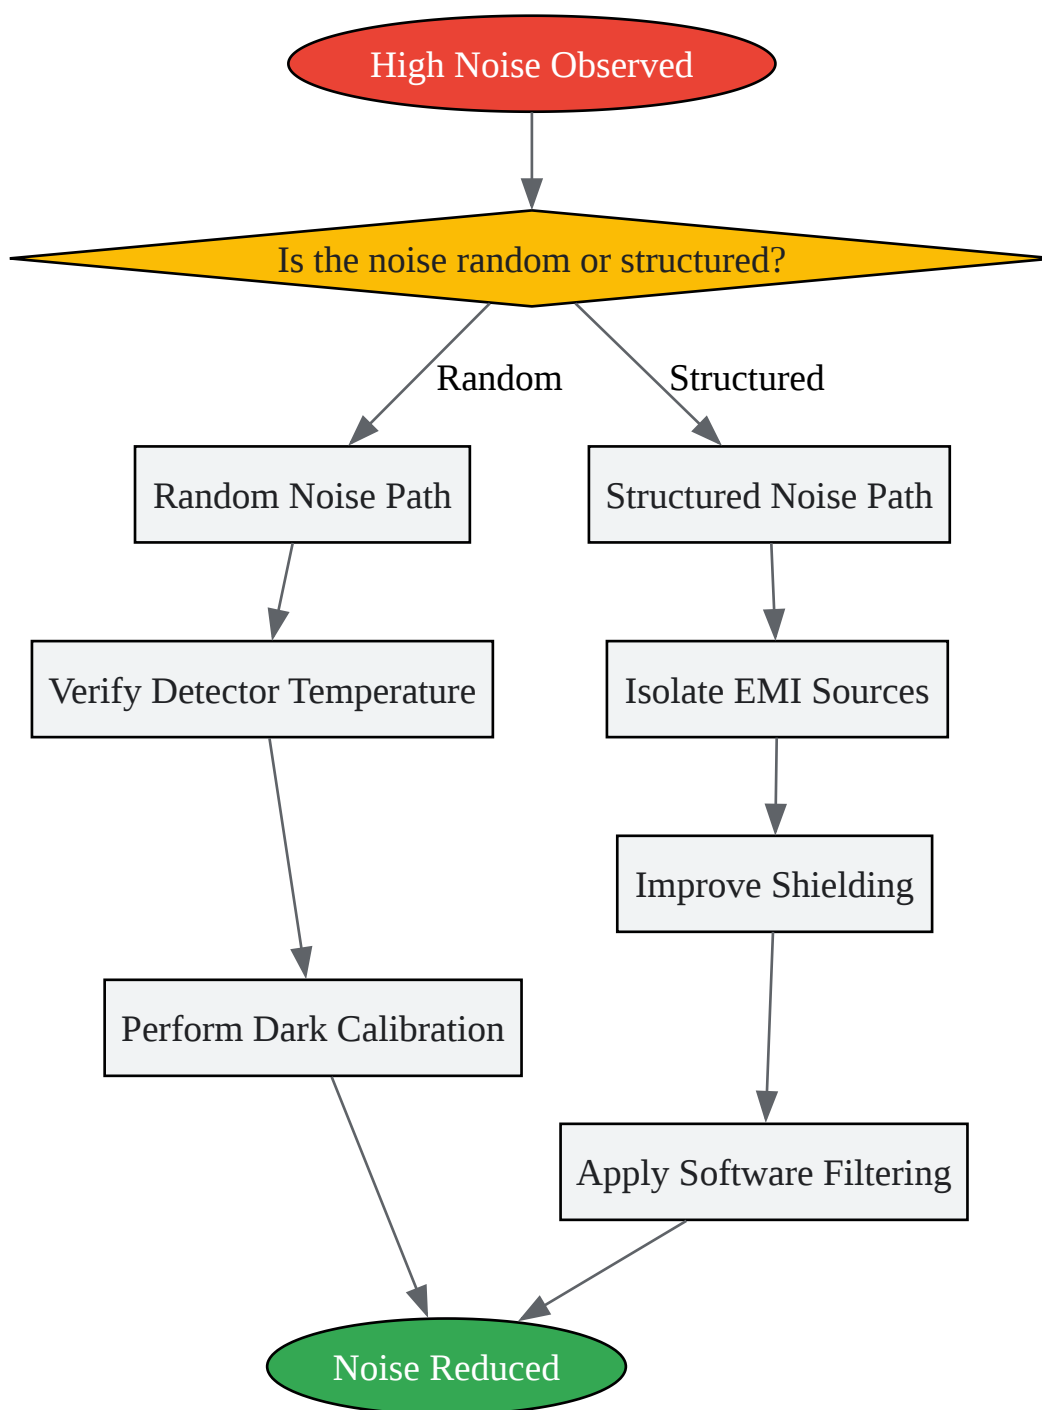 High Noise Observed
Is the noise random or structured?
Random
Structured
Random Noise Path
Structured Noise Path
Verify Detector Temperature
Isolate EMI Sources
Improve Shielding
Perform Dark Calibration
Apply Software Filtering
Noise Reduced